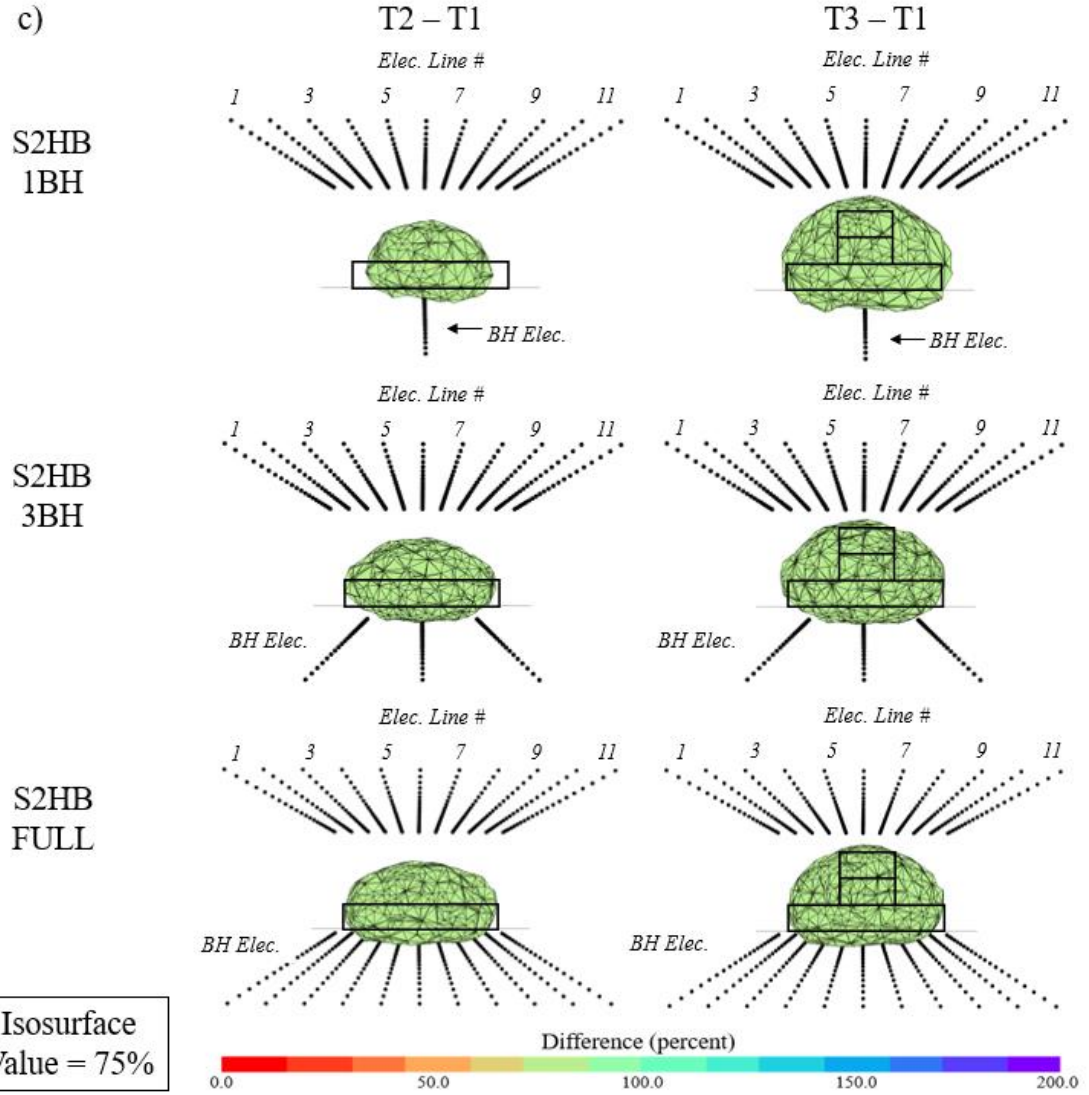 c)
T2 – T1
T3 – T1
Elec. Line #
Elec. Line #
1 3 5 7 9 11
1 3 5 7 9 11
S2HB
1BH
BH Elec.
BH Elec.
Elec. Line #
Elec. Line #
1 3 5 7 9 11
1 3 5 7 9 11
S2HB
3BH
BH Elec.
BH Elec.
Elec. Line #
Elec. Line #
1 3 5 7 9 11
1 3 5 7 9 11
S2HB
FULL
BH Elec.
BH Elec.
Isosurface
Value = 75%
Difference (percent)
0.0 50.0 100.0 150.0 200.0